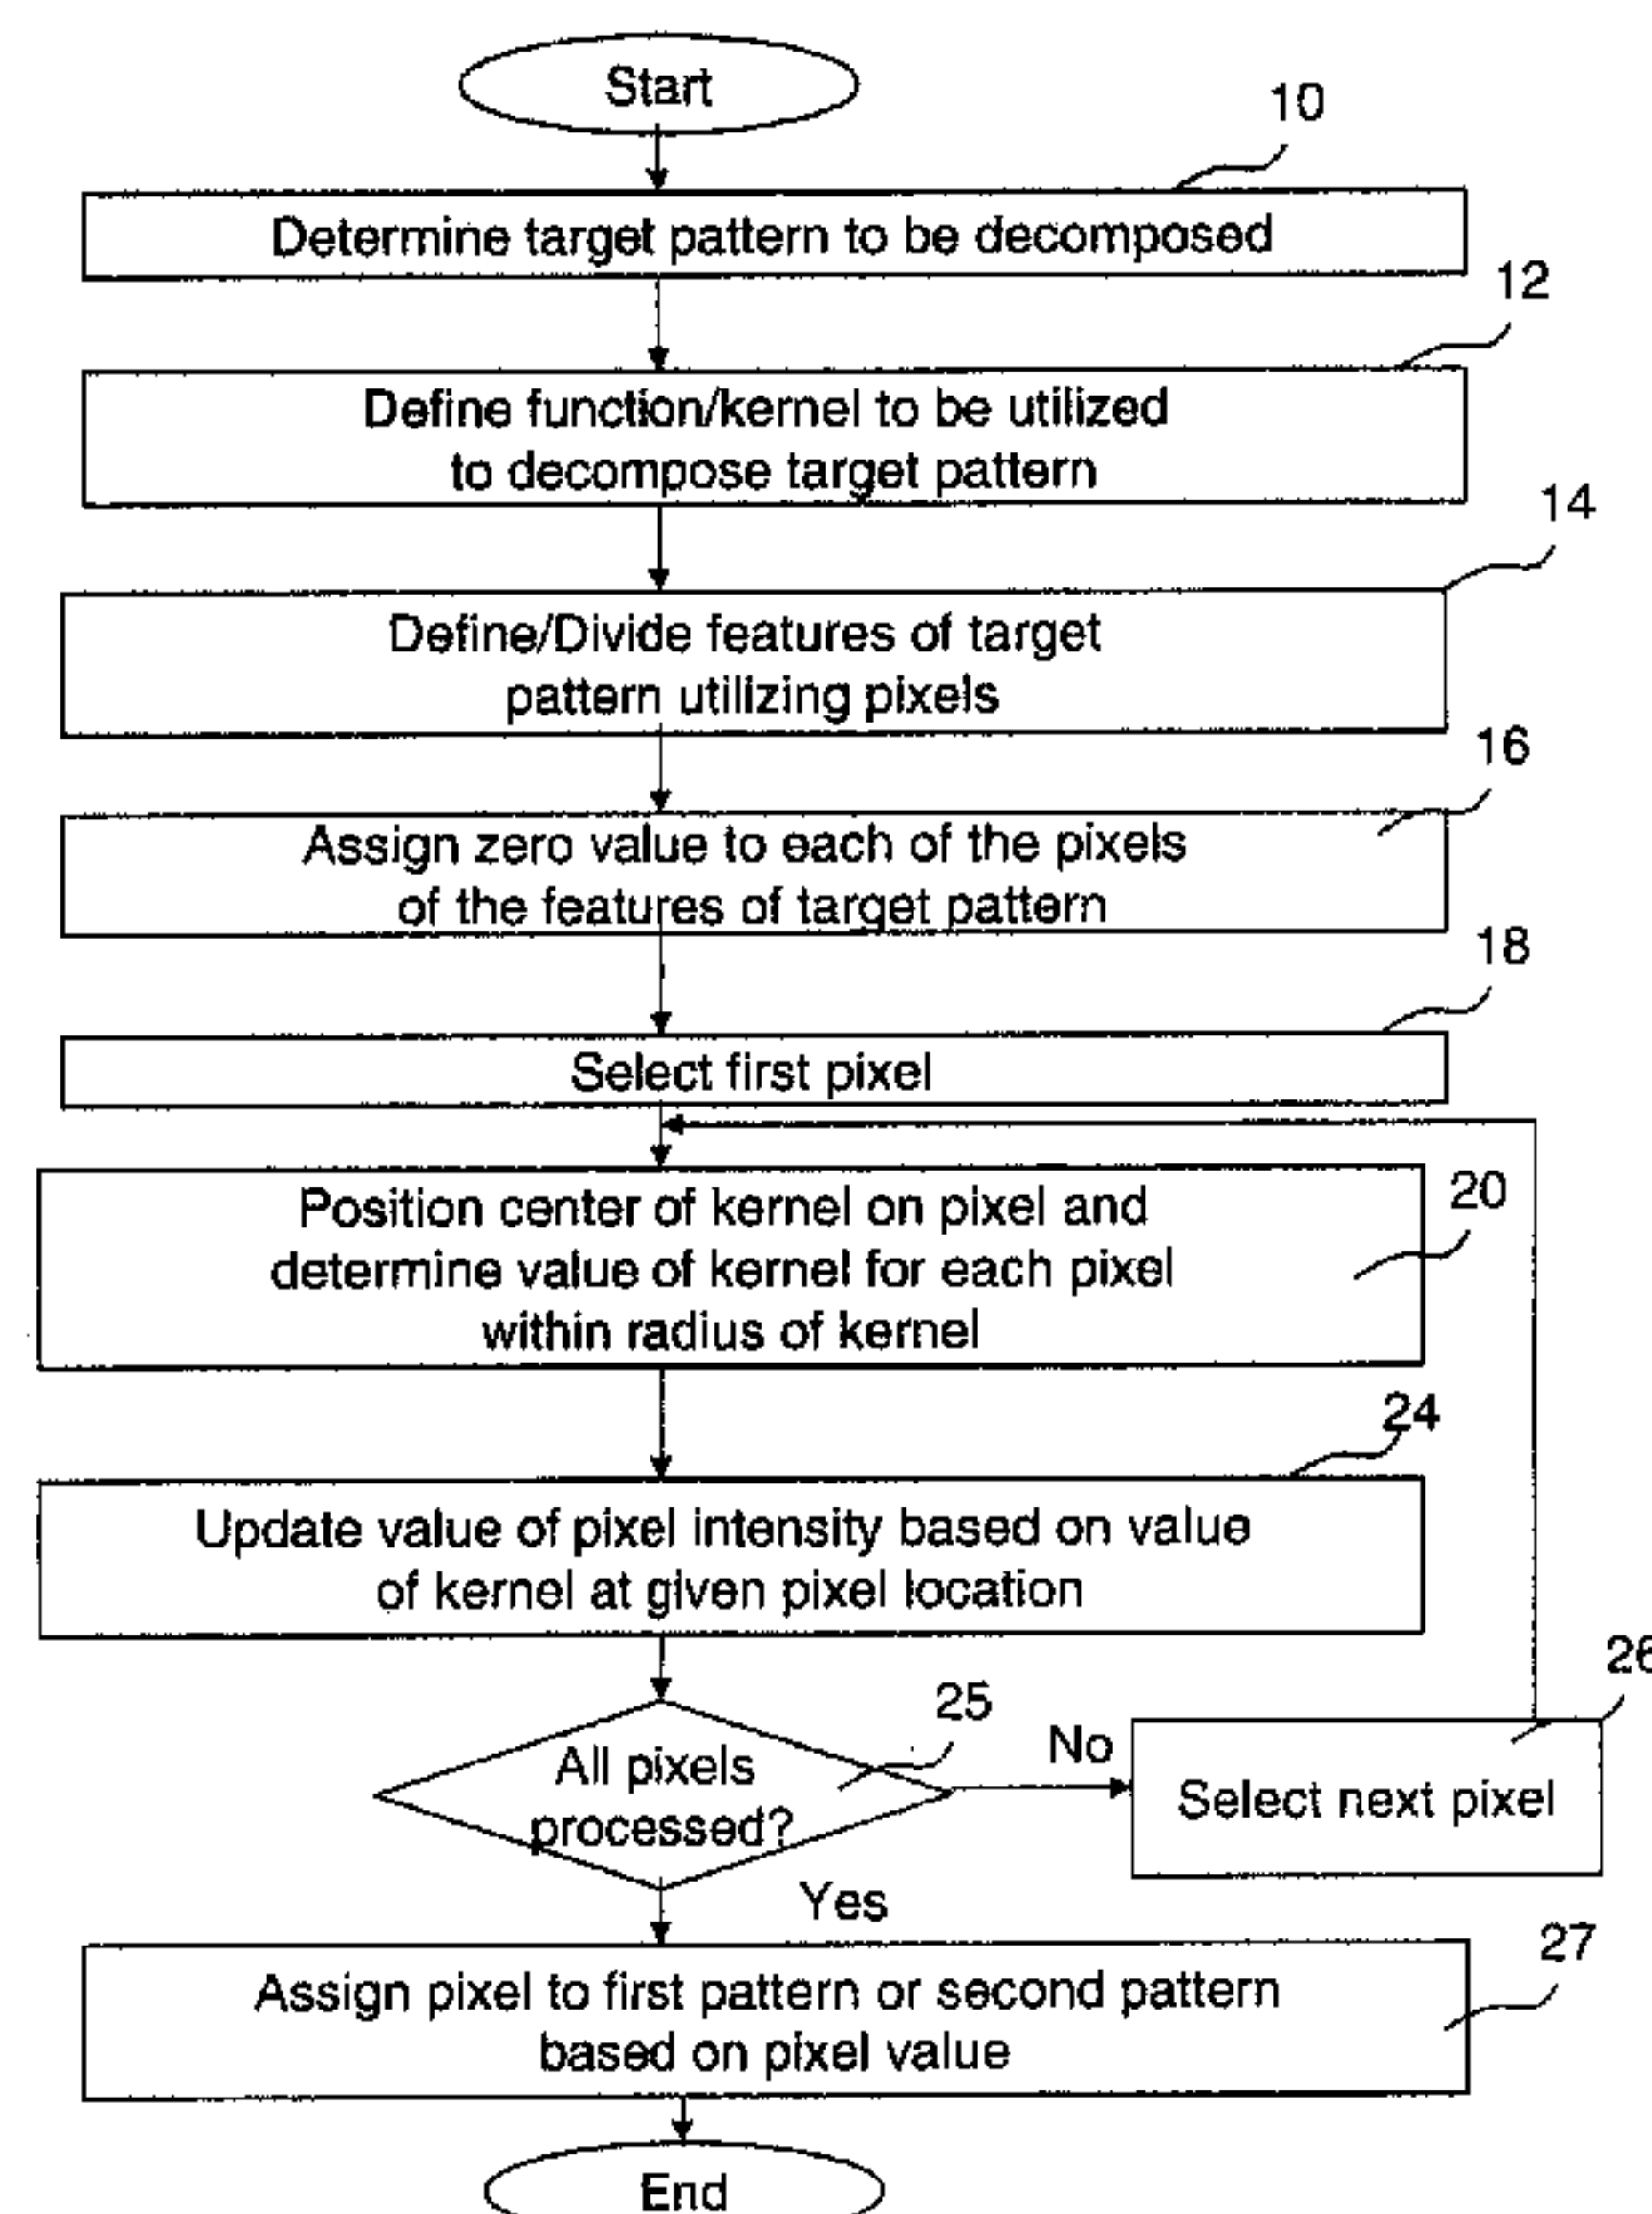 Start
10
Determine target pattern to be decomposed
12
Define function/kernel to be utilized
to decompose target pattern
14
Define/Divide features of target
pattern utilizing pixels
16
Assign zero value to each of the pixels
of the features of target pattern
18
Select first pixel
20
Position center of kernel on pixel and
determine value of kernel for each pixel
within radius of kernel
24
Update value of pixel intensity based on value
of kernel at given pixel location
26
25
All pixels
processed?
No
Select next pixel
Yes
27
Assign pixel to first pattern or second pattern
based on pixel value
End